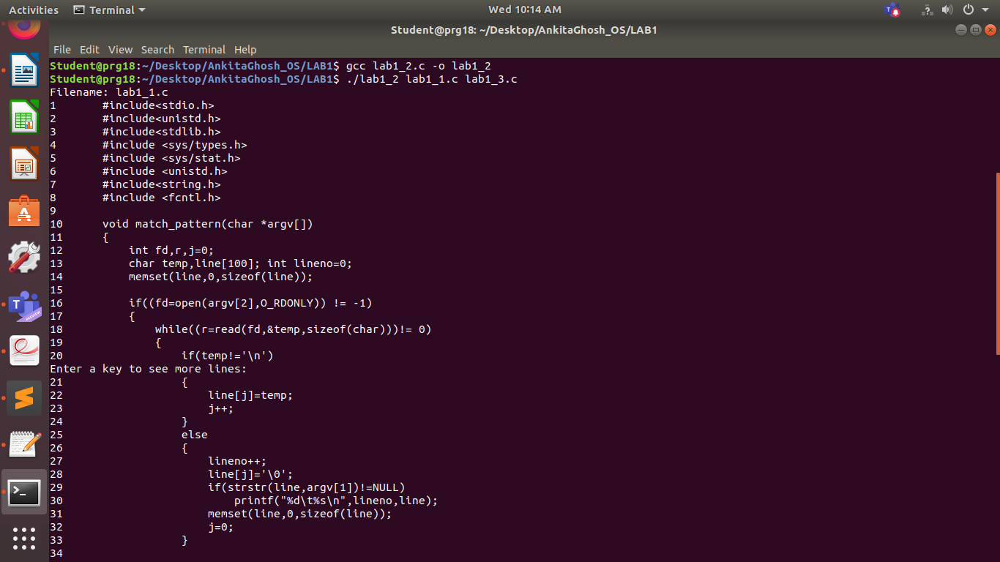 Activities Terminal Wed 10:14 AM
Student@prg18: ~/Desktop/AnkitaGhosh_OS/LAB1
File Edit View Search Terminal Help
Student@prg18:~/Desktop/AnkitaGhosh_OS/LAB1$ gcc lab1_2.c -o lab1_2
Student@prg18:~/Desktop/AnkitaGhosh_OS/LAB1$ ./lab1_2 lab1_1.c lab1_3.c
Filename: lab1_1.c
1       #include<stdio.h>
2       #include<unistd.h>
3       #include<stdlib.h>
4       #include <sys/types.h>
5       #include <sys/stat.h>
6       #include <unistd.h>
7       #include<string.h>
8       #include <fcntl.h>
9
10      void match_pattern(char *argv[])
11      {
12          int fd,r,j=0;
13          char temp,line[100]; int lineno=0;
14          memset(line,0,sizeof(line));
15
16          if((fd=open(argv[2],O_RDONLY)) != -1)
17          {
18              while((r=read(fd,&temp,sizeof(char)))!= 0)
19              {
20                  if(temp!='\n')
Enter a key to see more lines:
21                  {
22                      line[j]=temp;
23                      j++;
24                  }
25                  else
26                  {
27                      lineno++;
28                      line[j]='\0';
29                      if(strstr(line,argv[1])!=NULL)
30                          printf("%d\t%s\n",lineno,line);
31                      memset(line,0,sizeof(line));
32                      j=0;
33                  }
34